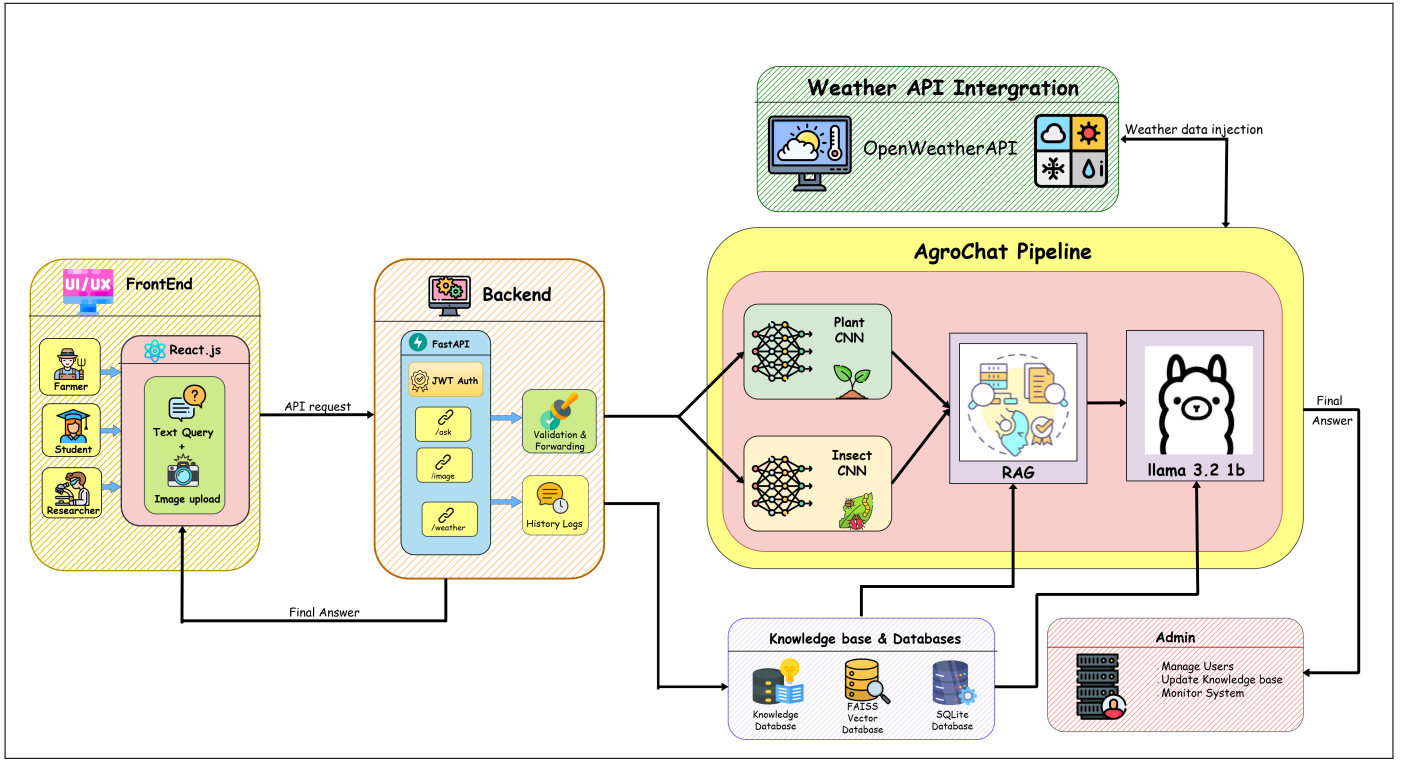 Weather API Intergration
OpenWeatherAPI
i
Weather data injection
AgroChat Pipeline
Plant
CNN
Insect
CNN
RAG
llama 3.2 1b
Final
Answer
UI/UX
FrontEnd
Farmer
Student
Researcher
React.js
?
Text Query
+
Image upload
API request
Backend
FastAPI
JWT Auth
/ask
/image
/weather
Validation &
Forwarding
History Logs
Final Answer
Knowledge base & Databases
Knowledge
Database
FAISS
Vector
Database
SQLite
Database
Admin
. Manage Users
. Update Knowledge base
. Monitor System